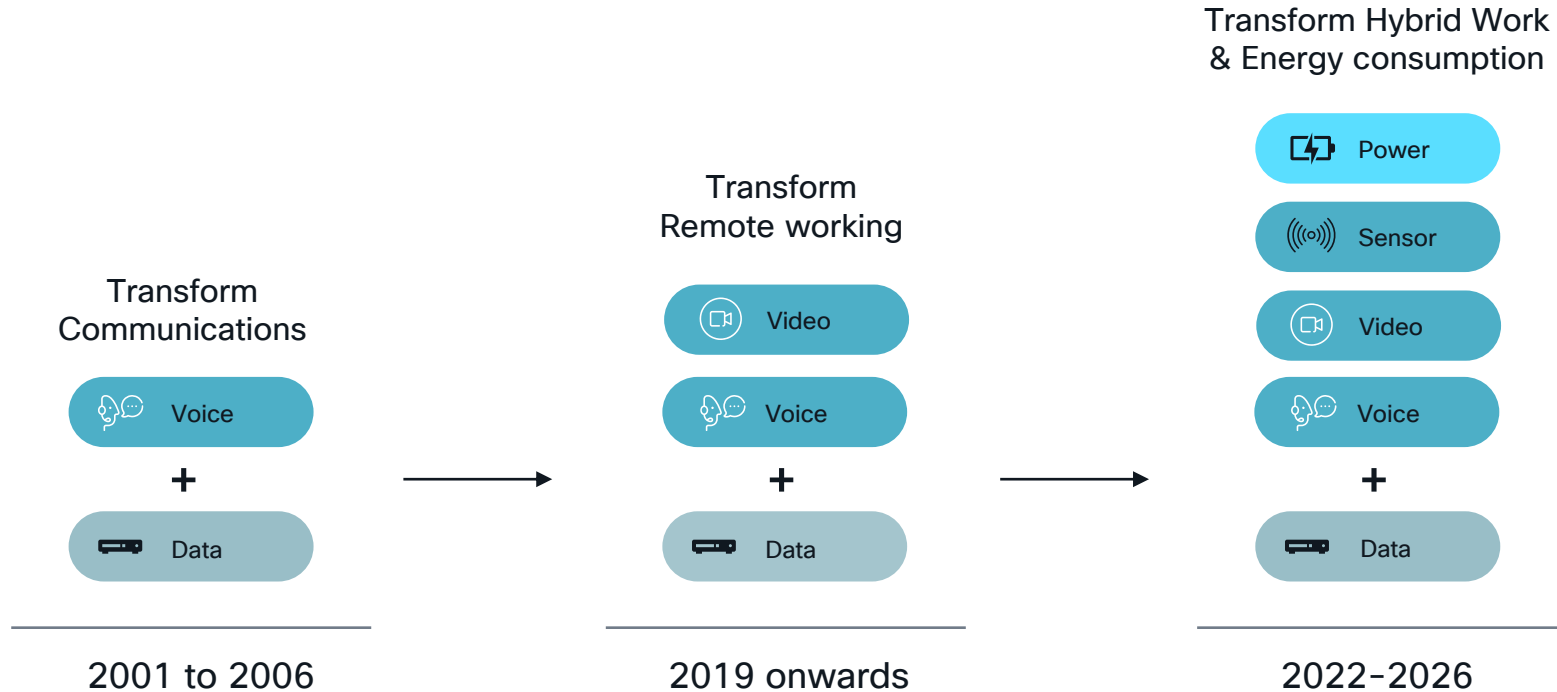 Transform
Communications
Voice
+
Data
2001 to 2006
Transform
Remote working
Video
Voice
+
Data
2019 onwards
Transform Hybrid Work
& Energy consumption
Power
Sensor
Video
Voice
+
Data
2022-2026